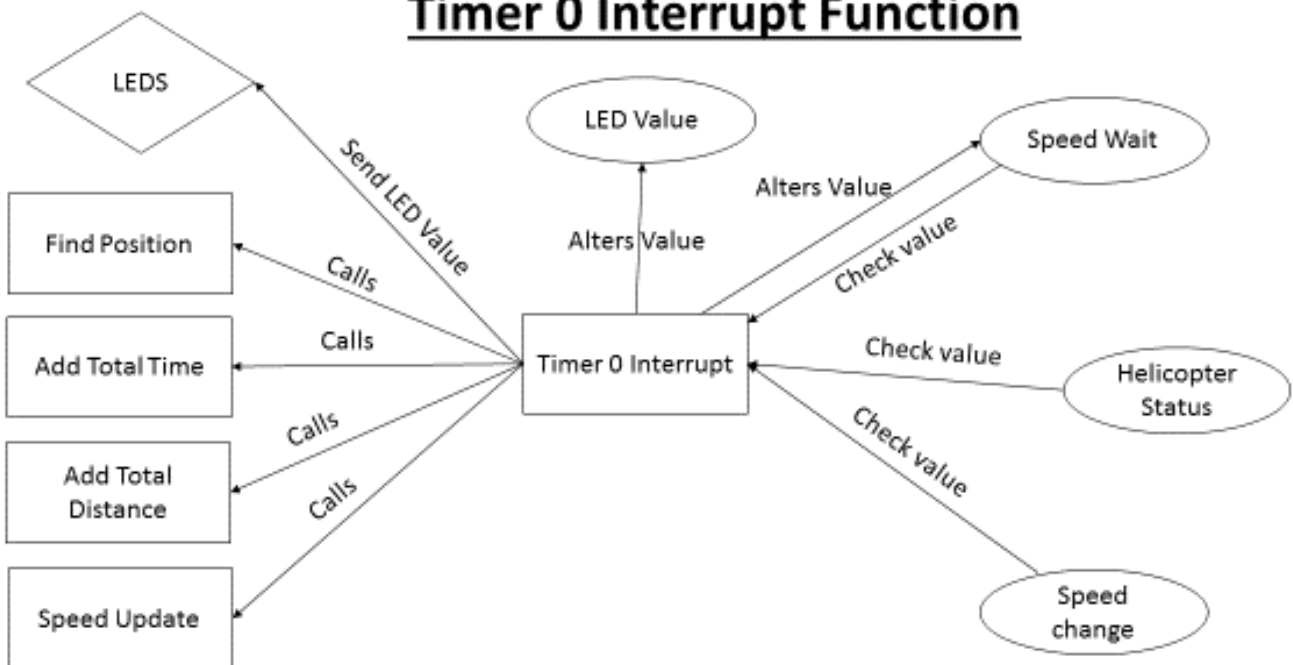 Timer 0 Interrupt Function
LEDS
LED Value
Speed Wait
Send LED Value
Alters Value
Alters Value
Check value
Find Position
Calls
Add Total Time
Calls
Timer 0 Interrupt
Check value
Helicopter
Status
Calls
Check value
Add Total
Distance
Calls
Speed Update
Speed
change